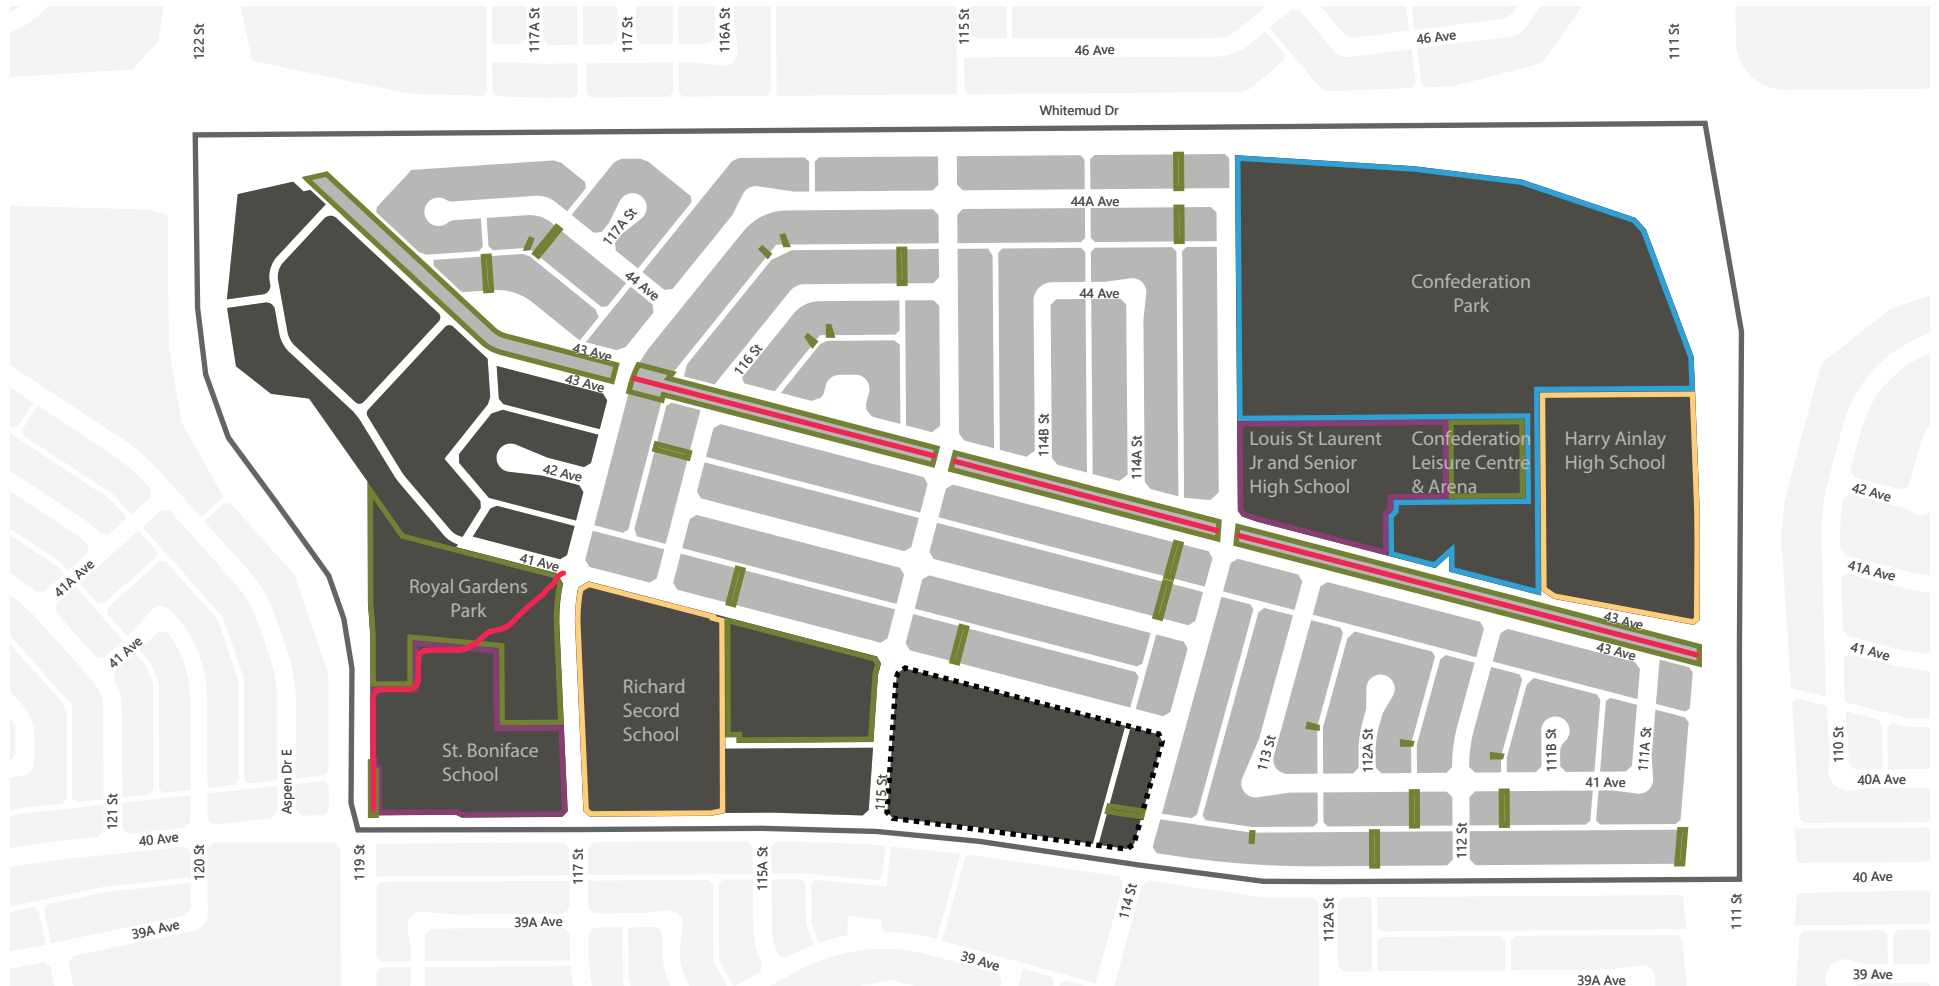 122 St
117A St
117 St
116A St
115 St
46 Ave
46 Ave
111 St
Whitemud Dr
44A Ave
117A St
44 Ave
44 Ave
43 Ave
43 Ave
116 St
42 Ave
114B St
114A St
41 Ave
Confederation
Park
Louis St Laurent
Jr and Senior
High School
Confederation
Leisure Centre
& Arena
Harry Ainlay
High School
42 Ave
41A Ave
41 Ave
43 Ave
43 Ave
41A Ave
41 Ave
Royal Gardens
Park
St. Boniface
School
Richard
Secord
School
115 St
113 St
112A St
111B St
111A St
41 Ave
112 St
110 St
40A Ave
Aspen Dr E
121 St
40 Ave
120 St
119 St
117 St
115A St
114 St
112A St
111 St
40 Ave
39A Ave
39A Ave
39 Ave
39A Ave
39 Ave